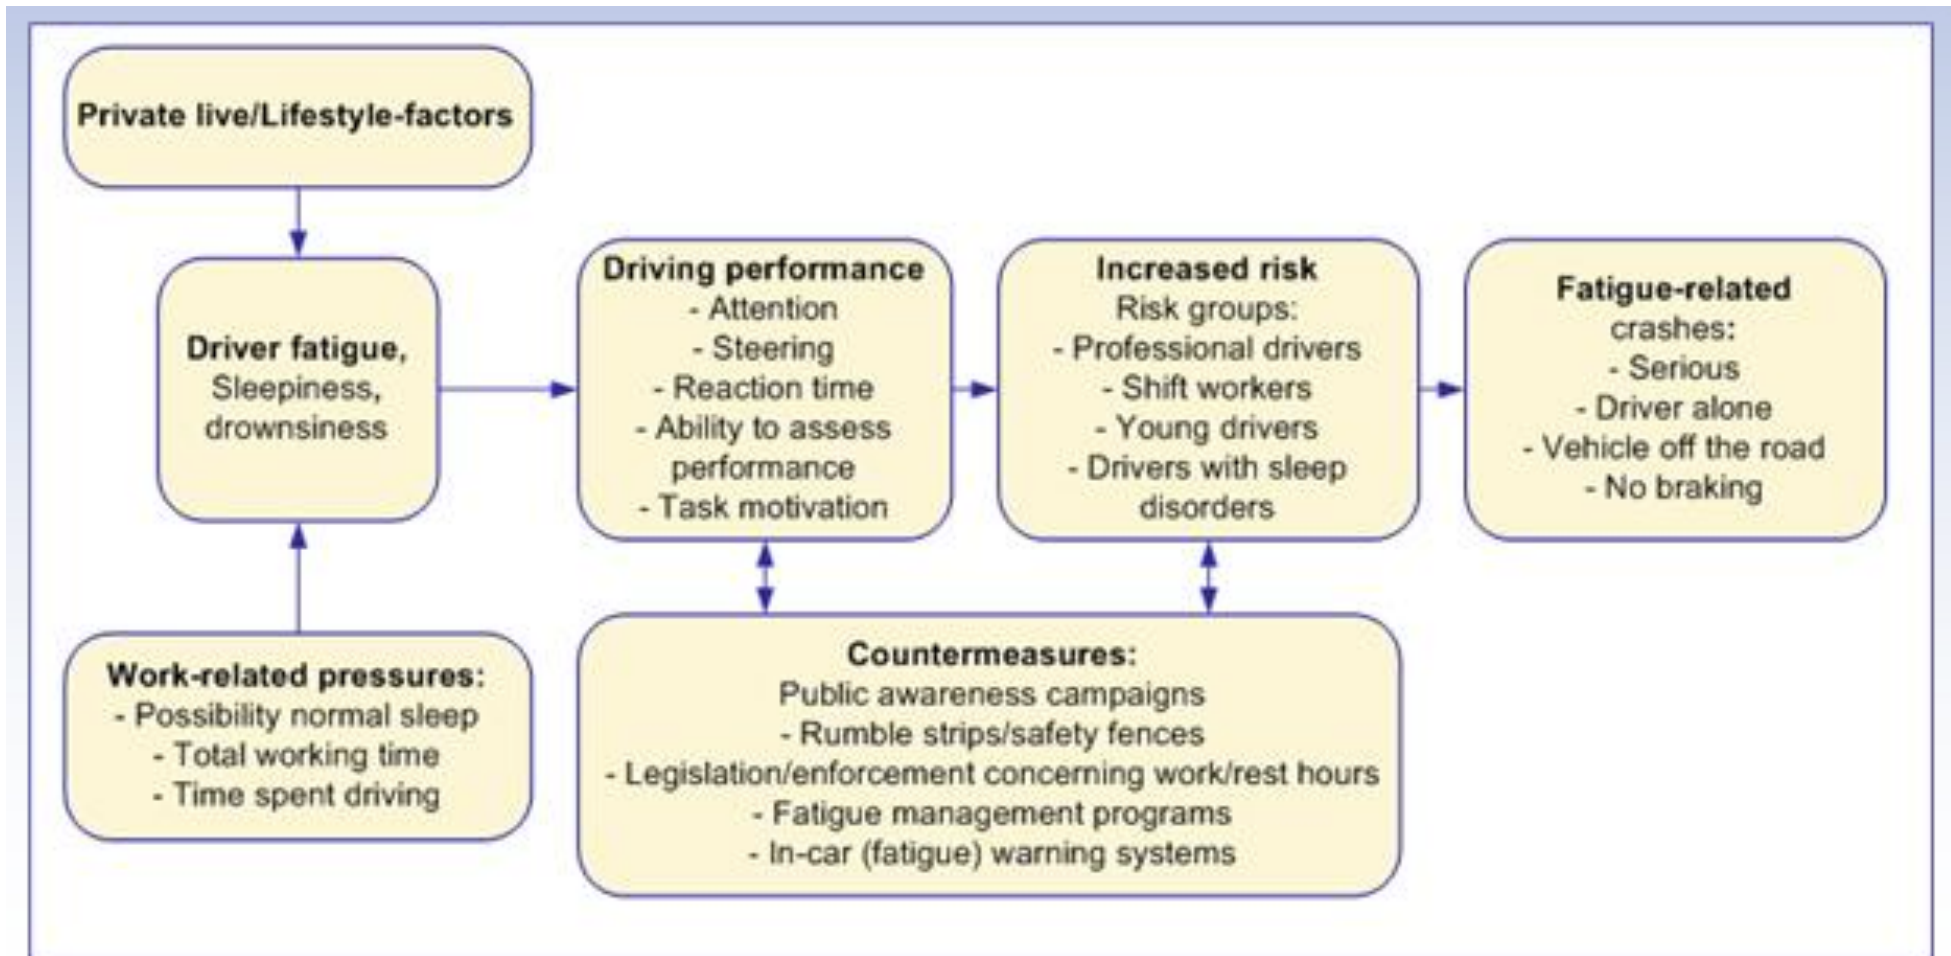 Private live/Lifestyle-factors
Driver fatigue,
Sleepiness,
drownsiness
Work-related pressures:
- Possibility normal sleep
- Total working time
- Time spent driving
Driving performance
- Attention
- Steering
- Reaction time
- Ability to assess
performance
- Task motivation
Increased risk
Risk groups:
- Professional drivers
- Shift workers
- Young drivers
- Drivers with sleep
disorders
Fatigue-related
crashes:
- Serious
- Driver alone
- Vehicle off the road
- No braking
Countermeasures:
Public awareness campaigns
- Rumble strips/safety fences
- Legislation/enforcement concerning work/rest hours
- Fatigue management programs
- In-car (fatigue) warning systems